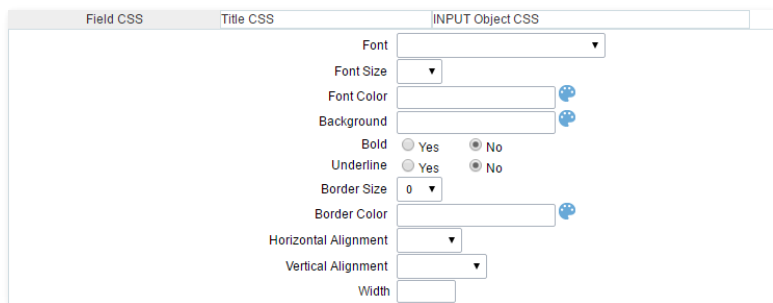 Field CSS Title CSS INPUT Object CSS
Font
Font Size
Font Color
Background
Bold Yes No
Underline Yes No
Border Size 0
Border Color
Horizontal Alignment
Vertical Alignment
Width